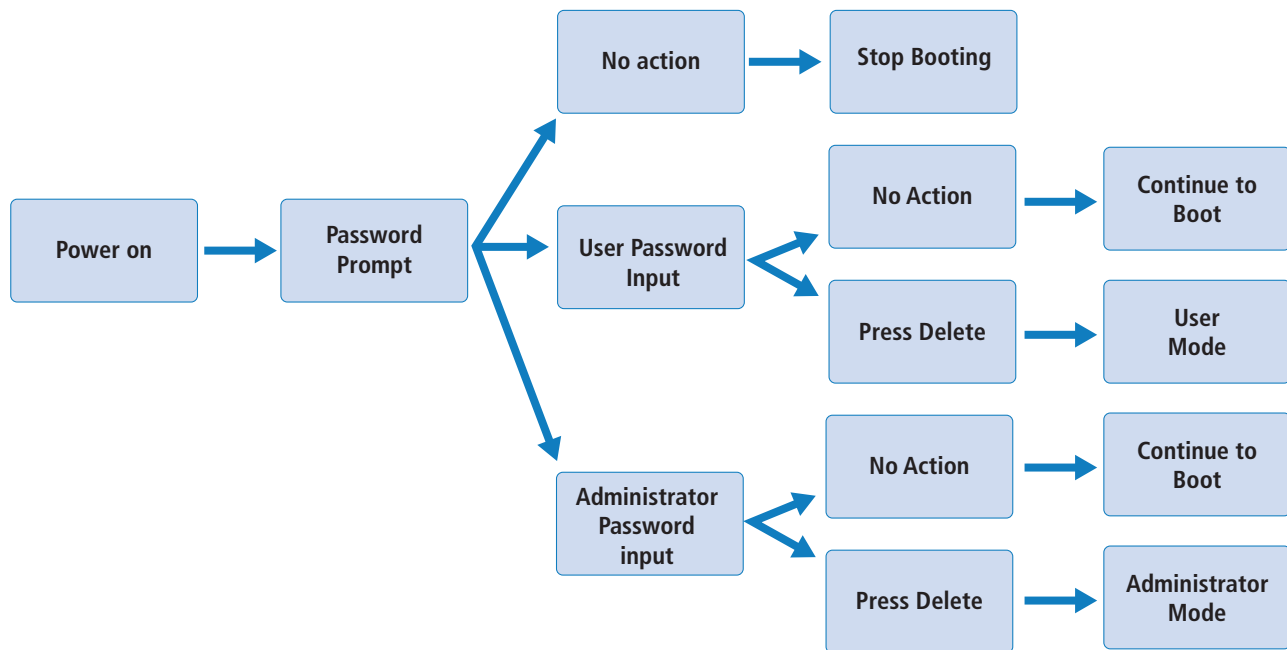 No action
Stop Booting
Power on
Password
Prompt
User Password
Input
No Action
Continue to
Boot
Press Delete
User
Mode
Administrator
Password
input
No Action
Continue to
Boot
Press Delete
Administrator
Mode